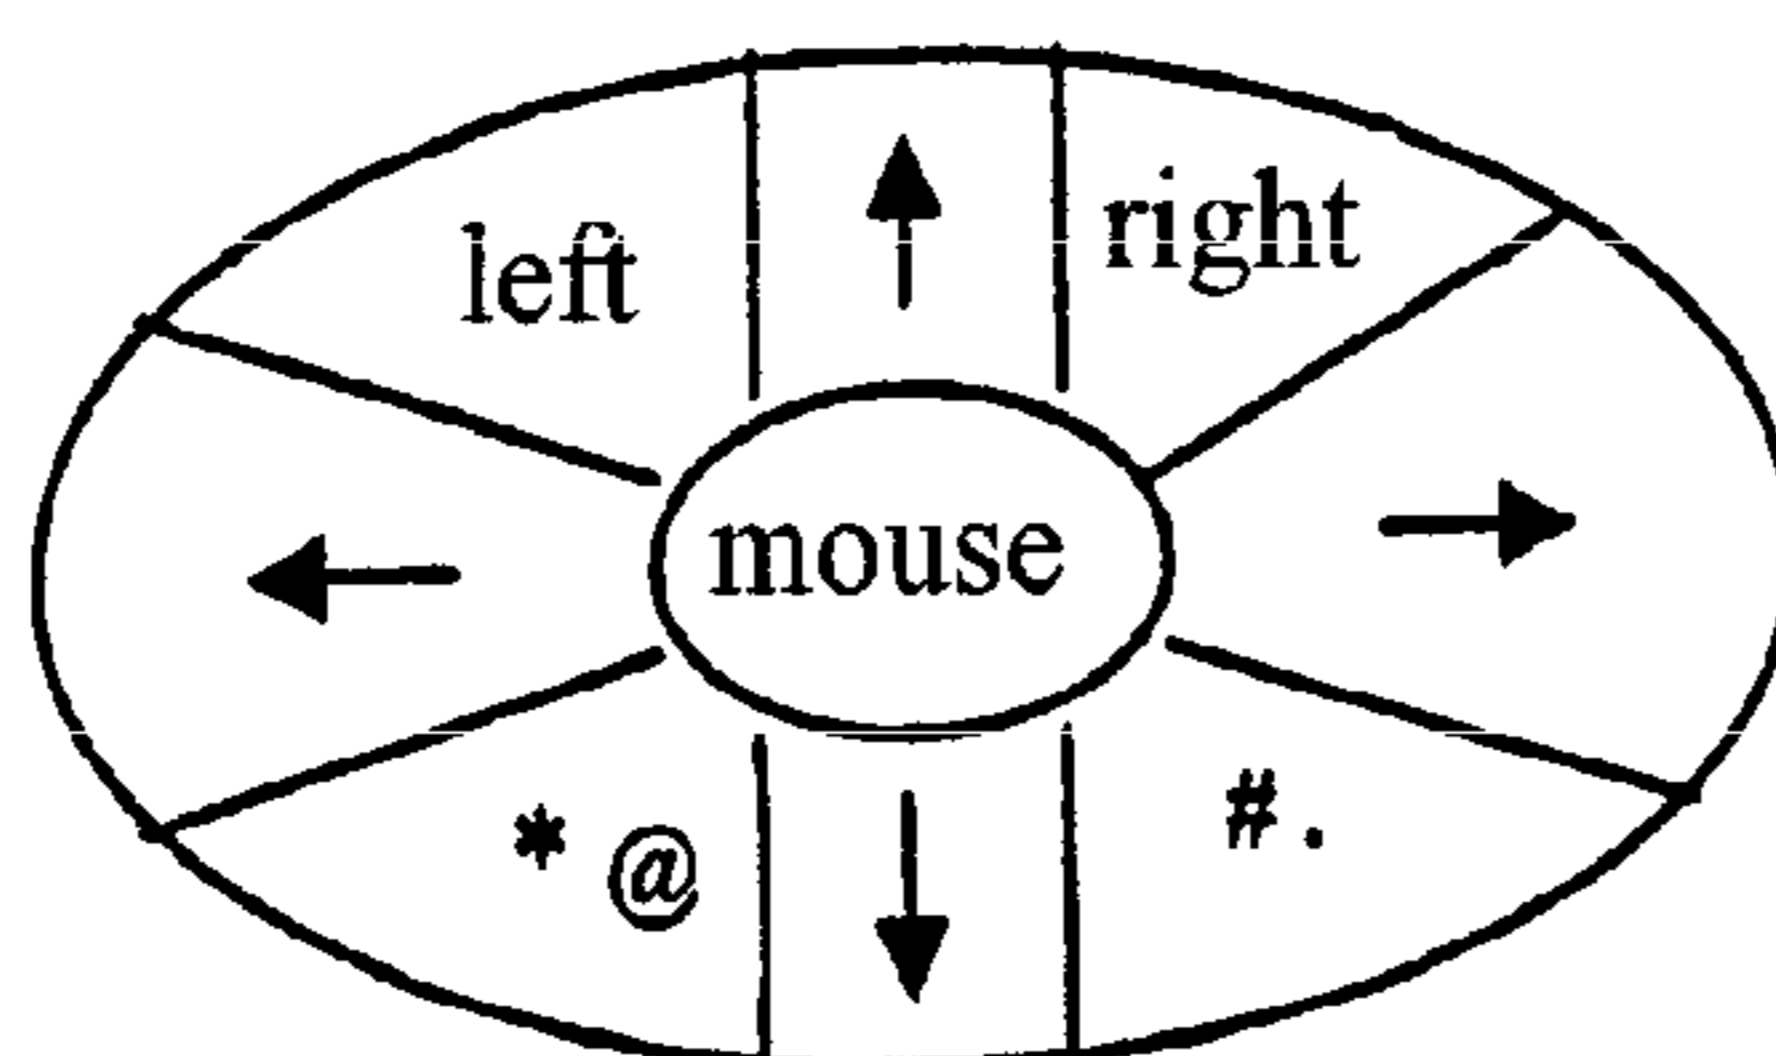 left
right
mouse
* @
# .